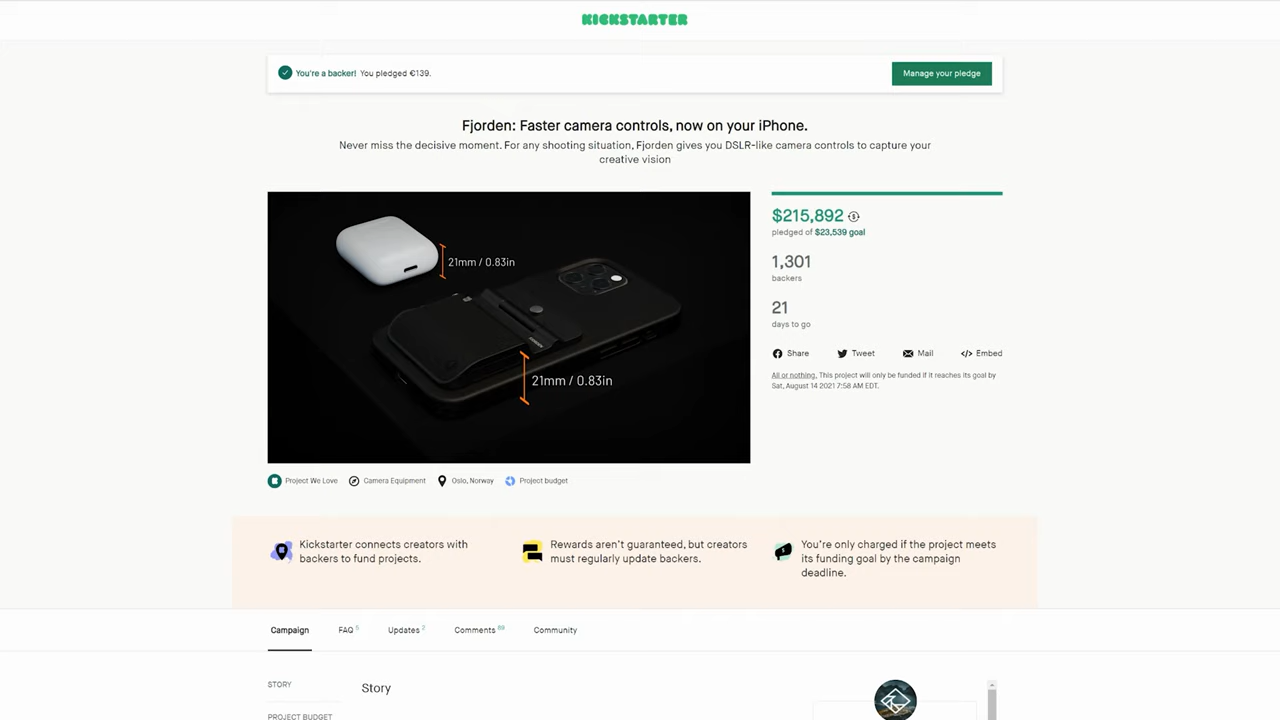 KICKSTARTER
You're a backer! You pledged €139.
Manage your pledge
Fjorden: Faster camera controls, now on your iPhone.
Never miss the decisive moment. For any shooting situation, Fjorden gives you DSLR-like camera controls to capture your
creative vision
21mm / 0.83in
21mm / 0.83in
$215,892
pledged of $23,539 goal
1,301
backers
21
days to go
Share Tweet Mail </> Embed
All or nothing. This project will only be funded if it reaches its goal by
Sat, August 14 2021 7:58 AM EDT.
Project We Love Camera Equipment Oslo, Norway Project budget
Kickstarter connects creators with
backers to fund projects.
Rewards aren't guaranteed, but creators
must regularly update backers.
You're only charged if the project meets
its funding goal by the campaign
deadline.
Campaign FAQ 5 Updates 2 Comments 69 Community
STORY
Story
PROJECT BUDGET